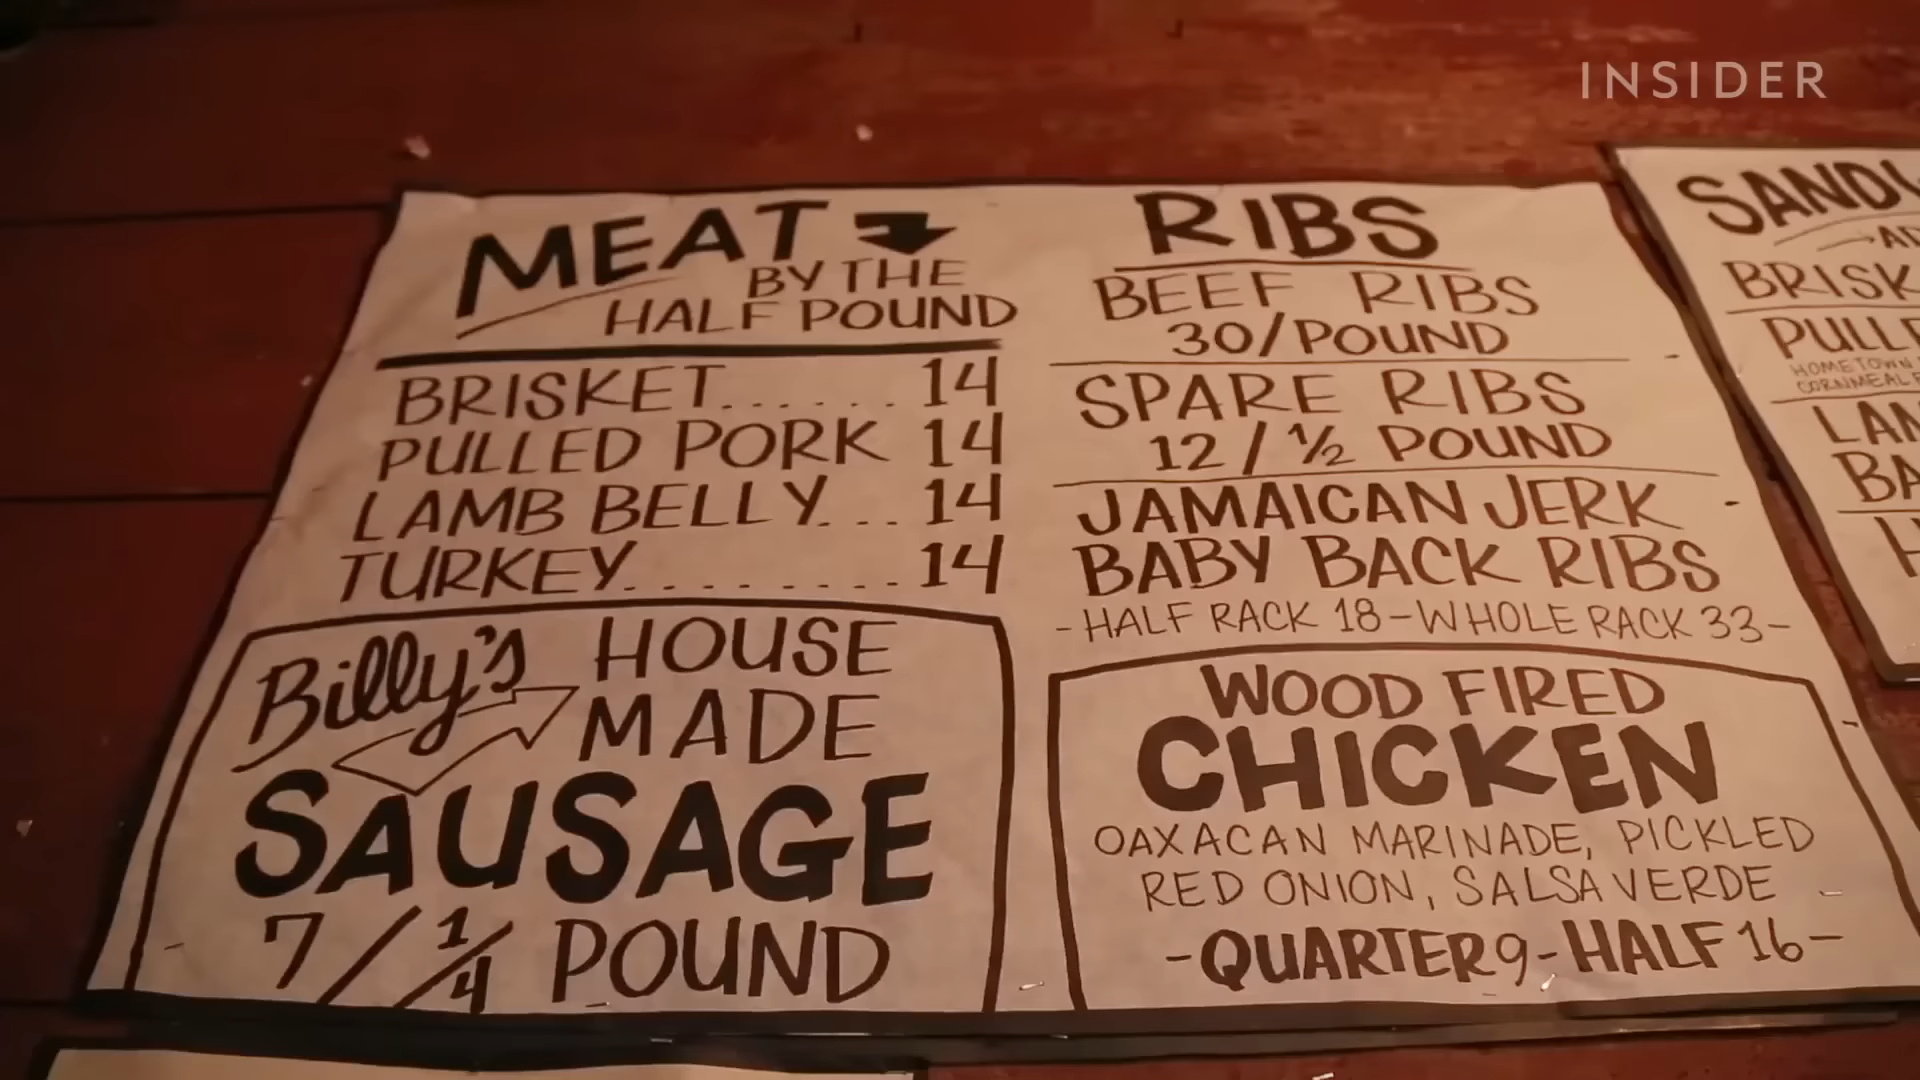 INSIDER
MEAT
BY THE
HALF POUND
BRISKET...... 14
PULLED PORK 14
LAMB BELLY... 14
TURKEY......... 14
Billy's HOUSE
MADE
SAUSAGE
7/1/4 POUND
RIBS
BEEF RIBS
30/POUND
SPARE RIBS
12/½ POUND
JAMAICAN JERK
BABY BACK RIBS
-HALF RACK 18-WHOLE RACK 33-
WOOD FIRED
CHICKEN
OAXACAN MARINADE, PICKLED
RED ONION, SALSA VERDE
-QUARTER 9-HALF 16-
HOMETOWN